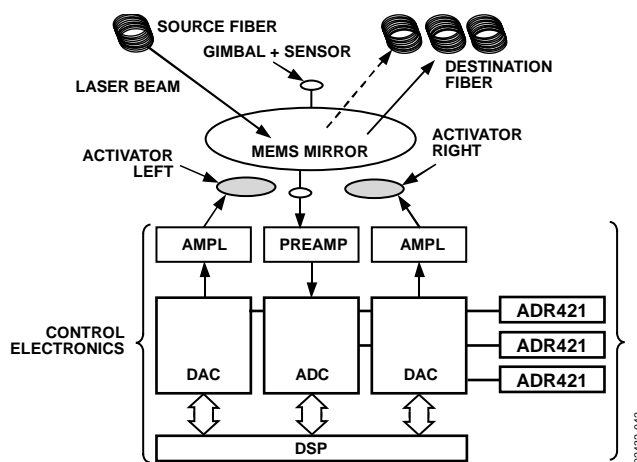 SOURCE FIBER
GIMBAL + SENSOR
LASER BEAM
DESTINATION
FIBER
MEMS MIRROR
ACTIVATOR
LEFT
ACTIVATOR
RIGHT
AMPL
PREAMP
AMPL
CONTROL
ELECTRONICS
DAC
ADC
DAC
ADR421
ADR421
ADR421
DSP